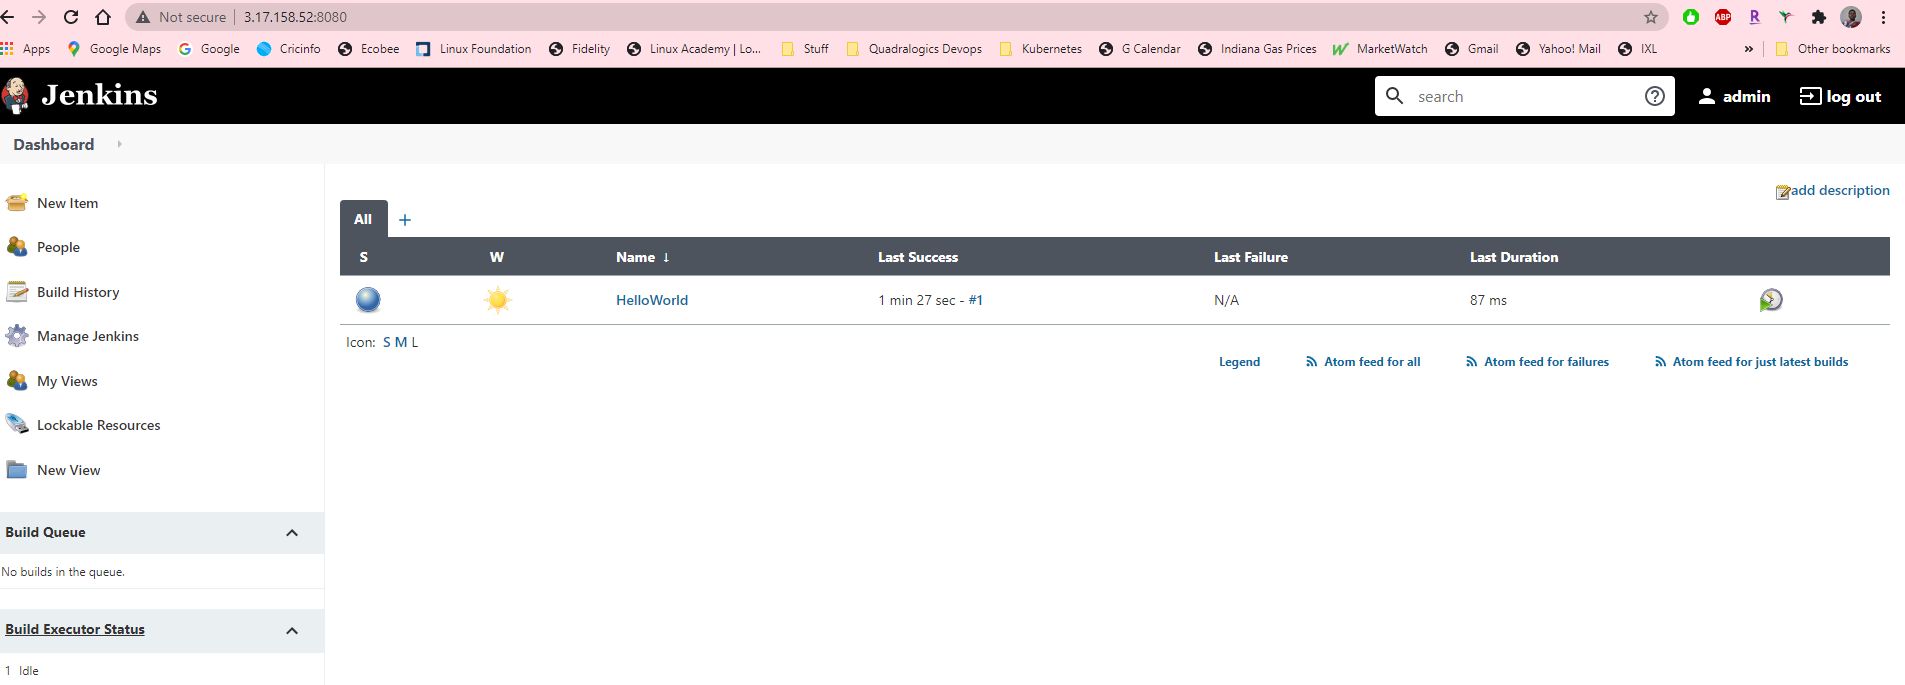 Not secure | 3.17.158.52:8080
ABP R
Apps Google Maps Google Cricinfo Ecobee Linux Foundation Fidelity Linux Academy | Lo... Stuff Quadralogics Devops Kubernetes G Calendar Indiana Gas Prices MarketWatch Gmail Yahoo! Mail IXL » Other bookmarks
Jenkins search admin log out
Dashboard
New Item
People
Build History
Manage Jenkins
My Views
Lockable Resources
New View
Build Queue
No builds in the queue.
Build Executor Status
1 Idle
add description
All +
S W Name ↓ Last Success Last Failure Last Duration
HelloWorld 1 min 27 sec - #1 N/A 87 ms
Icon: S M L
Legend Atom feed for all Atom feed for failures Atom feed for just latest builds